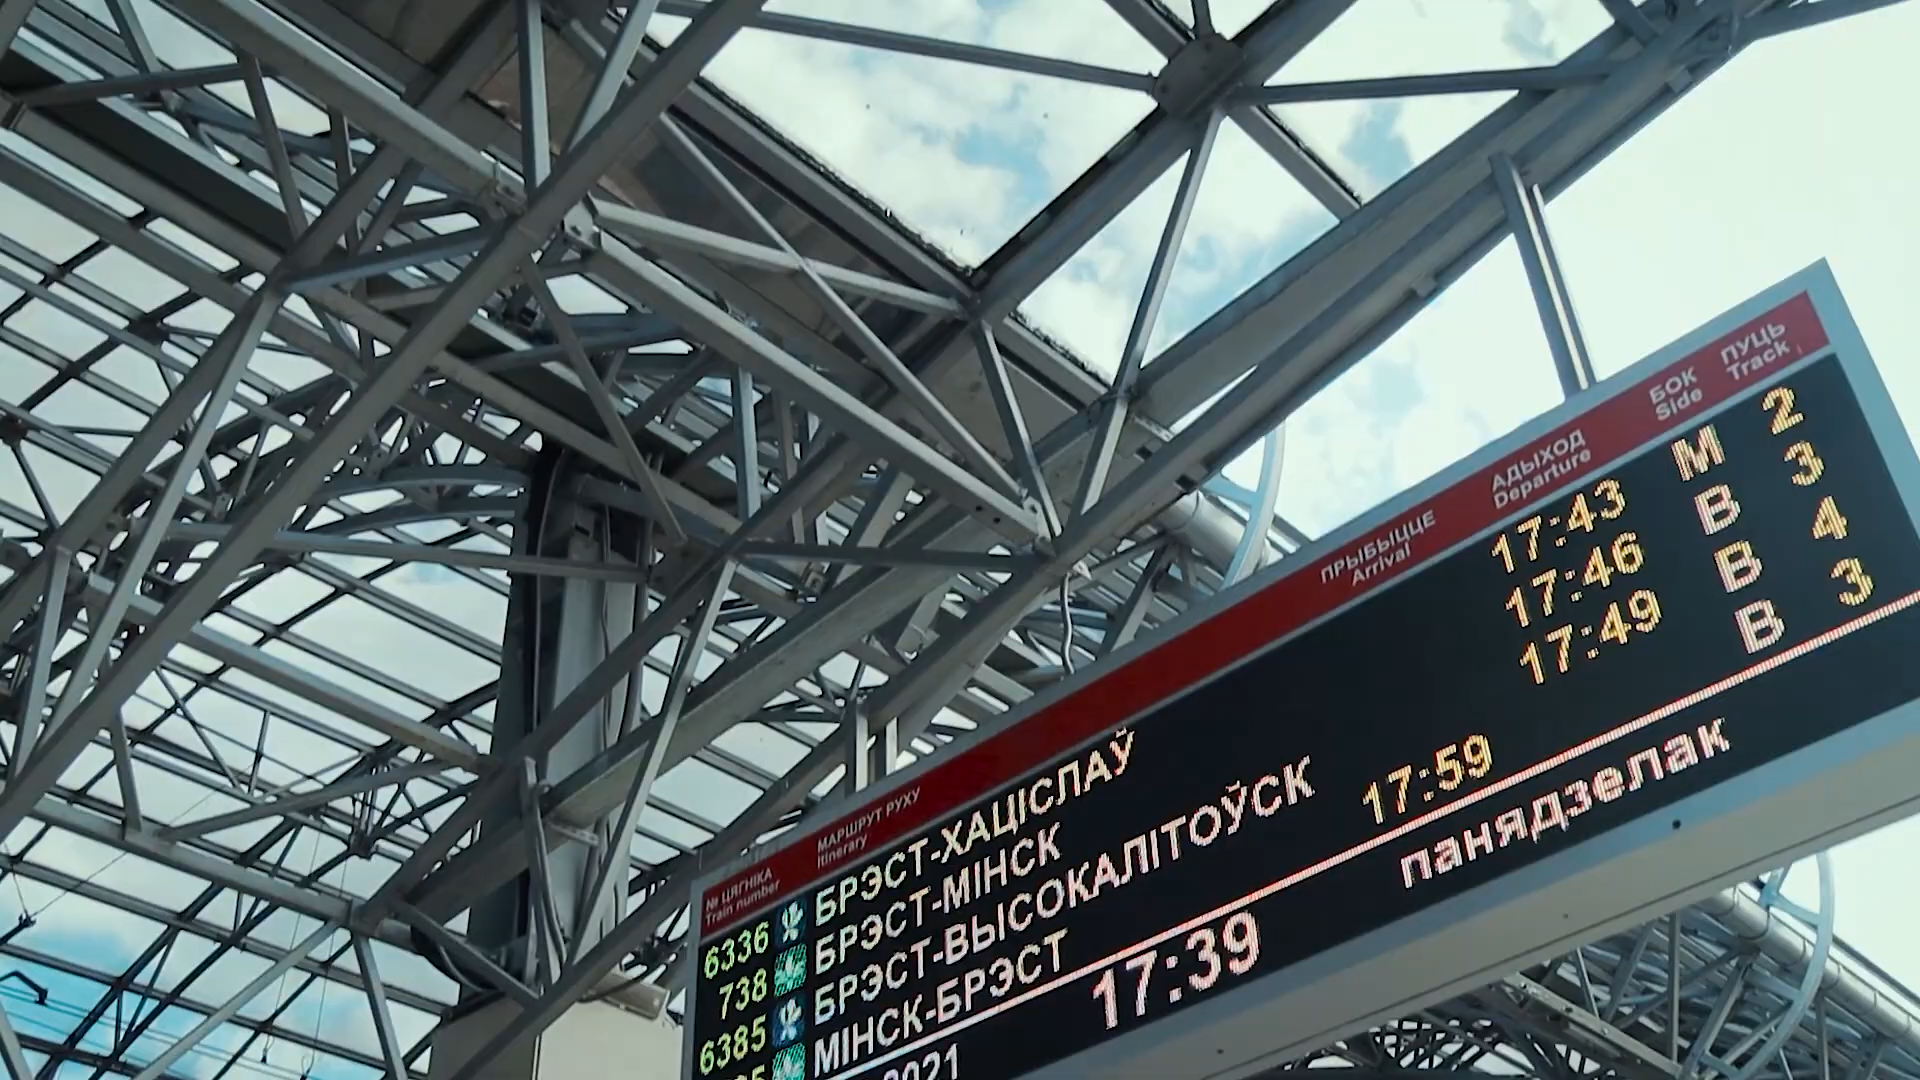 № ЦЯГНІКА МАРШРУТ РУХУ ПРЫБЫЦЦЕ АДЫХОД БОК ПУЦЬ
Train number Itinerary Arrival Departure Side Track
6336 БРЭСТ-ХАЦІСЛАЎ 17:43 М 2
738 БРЭСТ-МІНСК 17:46 В 3
6385 БРЭСТ-ВЫСОКАЛІТОЎСК 17:49 В 4
МІНСК-БРЭСТ 17:59 В 3
2021 17:39 панядзелак